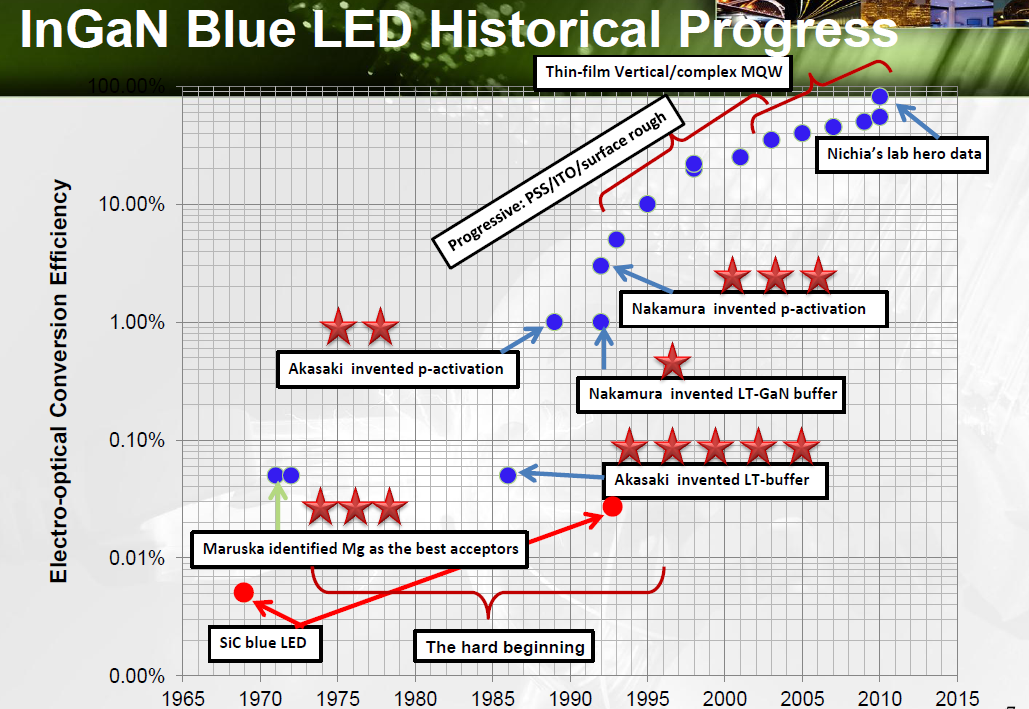 InGaN Blue LED Historical Progress
Thin-film Vertical/complex MQW
100.00%
Progressive: PSS/ITO/surface rough
Nichia's lab hero data
10.00%
Nakamura invented p-activation
1.00%
Akasaki invented p-activation
Nakamura invented LT-GaN buffer
0.10%
Akasaki invented LT-buffer
Maruska identified Mg as the best acceptors
0.01%
SiC blue LED
The hard beginning
0.00%
1965 1970 1975 1980 1985 1990 1995 2000 2005 2010 2015
Electro-optical Conversion Efficiency